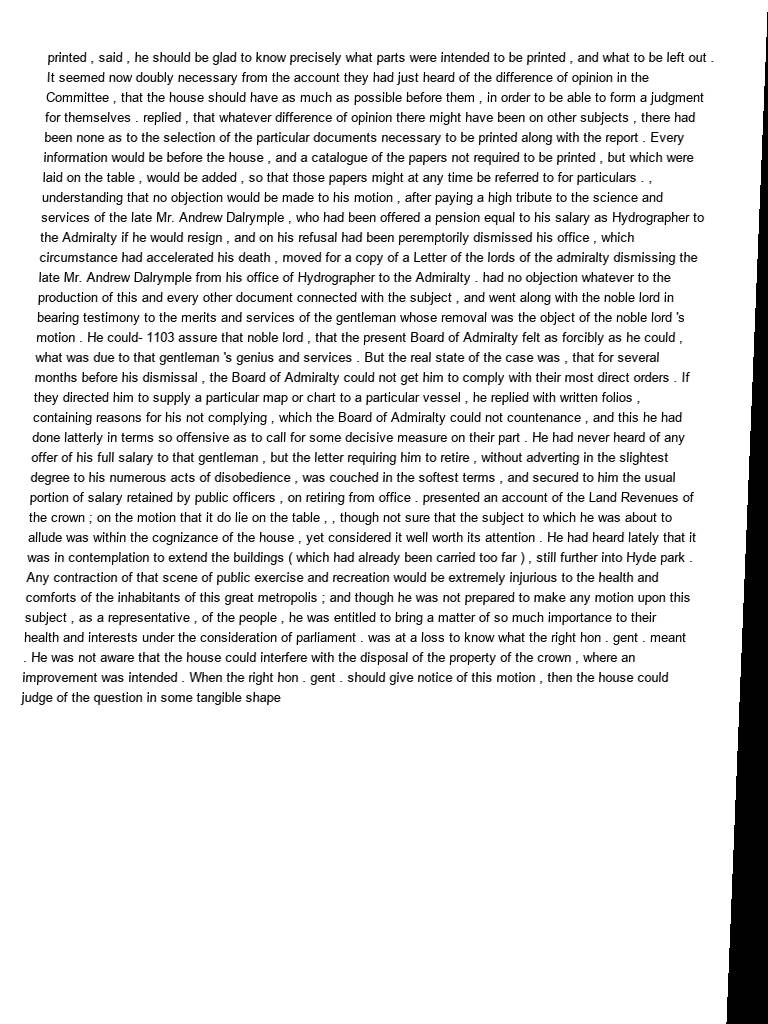 printed , said , he should be glad to know precisely what parts were intended to be printed , and what to be left out .
It seemed now doubly necessary from the account they had just heard of the difference of opinion in the
Committee , that the house should have as much as possible before them , in order to be able to form a judgment
for themselves . replied , that whatever difference of opinion there might have been on other subjects , there had
been none as to the selection of the particular documents necessary to be printed along with the report . Every
information would be before the house , and a catalogue of the papers not required to be printed , but which were
laid on the table , would be added , so that those papers might at any time be referred to for particulars . ,
understanding that no objection would be made to his motion , after paying a high tribute to the science and
services of the late Mr. Andrew Dalrymple , who had been offered a pension equal to his salary as Hydrographer to
the Admiralty if he would resign , and on his refusal had been peremptorily dismissed his office , which
circumstance had accelerated his death , moved for a copy of a Letter of the lords of the admiralty dismissing the
late Mr. Andrew Dalrymple from his office of Hydrographer to the Admiralty . had no objection whatever to the
production of this and every other document connected with the subject , and went along with the noble lord in
bearing testimony to the merits and services of the gentleman whose removal was the object of the noble lord 's
motion . He could- 1103 assure that noble lord , that the present Board of Admiralty felt as forcibly as he could ,
what was due to that gentleman 's genius and services . But the real state of the case was , that for several
months before his dismissal , the Board of Admiralty could not get him to comply with their most direct orders . If
they directed him to supply a particular map or chart to a particular vessel , he replied with written folios ,
containing reasons for his not complying , which the Board of Admiralty could not countenance , and this he had
done latterly in terms so offensive as to call for some decisive measure on their part . He had never heard of any
offer of his full salary to that gentleman , but the letter requiring him to retire , without adverting in the slightest
degree to his numerous acts of disobedience , was couched in the softest terms , and secured to him the usual
portion of salary retained by public officers , on retiring from office . presented an account of the Land Revenues of
the crown ; on the motion that it do lie on the table , , though not sure that the subject to which he was about to
allude was within the cognizance of the house , yet considered it well worth its attention . He had heard lately that it
was in contemplation to extend the buildings ( which had already been carried too far ) , still further into Hyde park .
Any contraction of that scene of public exercise and recreation would be extremely injurious to the health and
comforts of the inhabitants of this great metropolis ; and though he was not prepared to make any motion upon this
subject , as a representative , of the people , he was entitled to bring a matter of so much importance to their
health and interests under the consideration of parliament . was at a loss to know what the right hon . gent . meant
. He was not aware that the house could interfere with the disposal of the property of the crown , where an
improvement was intended . When the right hon . gent . should give notice of this motion , then the house could
judge of the question in some tangible shape